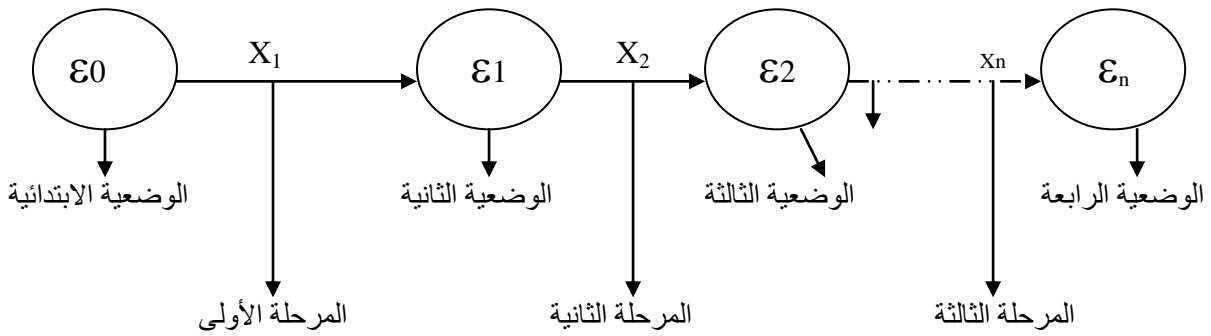 ε0 X1 ε1 X2 ε2 Xn εn
الوضعية الابتدائية الوضعية الثانية الوضعية الثالثة الوضعية الرابعة
المرحلة الأولى المرحلة الثانية المرحلة الثالثة